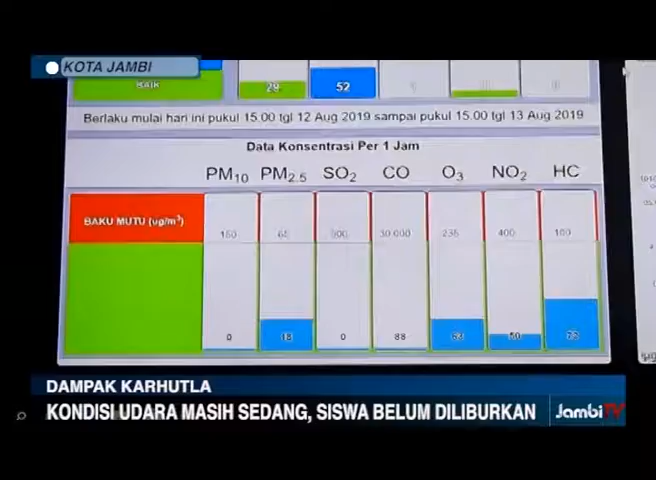 KOTA JAMBI
BAIK
29 52
Berlaku mulai hari ini pukul 15.00 tgl 12 Aug 2019 sampai pukul 15.00 tgl 13 Aug 2019
Data Konsentrasi Per 1 Jam
PM10 PM2.5 SO2 CO O3 NO2 HC
BAKU MUTU (ug/m³) 150 65 900 30.000 235 400 160
0 18 0 88 63 50 72
DAMPAK KARHUTLA
KONDISI UDARA MASIH SEDANG, SISWA BELUM DILIBURKAN
JambiTV